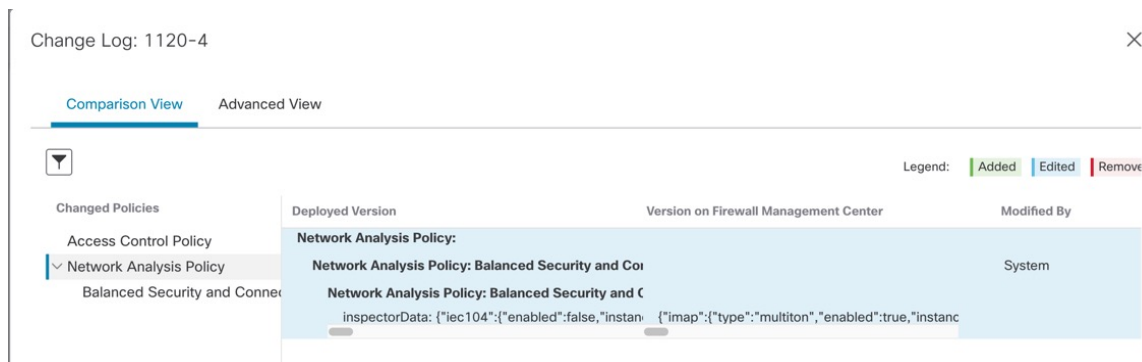 Change Log: 1120-4
Comparison View Advanced View
Legend: Added Edited Remove
Changed Policies Deployed Version Version on Firewall Management Center Modified By
Access Control Policy Network Analysis Policy:
Network Analysis Policy Network Analysis Policy: Balanced Security and Cor System
Balanced Security and Connec Network Analysis Policy: Balanced Security and C
inspectorData: {"iec104":{"enabled":false,"instan {"imap":{"type":"multiton","enabled":true,"instanc